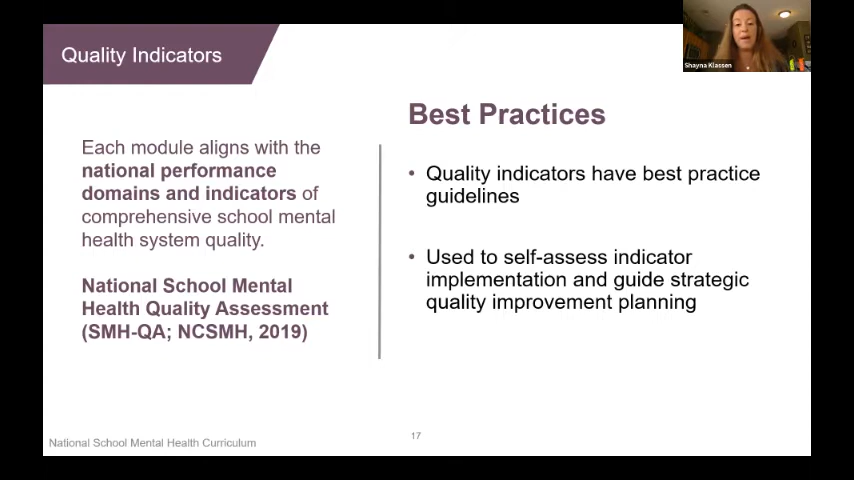 Quality Indicators
Shayna Klassen
Best Practices
Each module aligns with the
national performance
domains and indicators of
comprehensive school mental
health system quality.
National School Mental
Health Quality Assessment
(SMH-QA; NCSMH, 2019)
• Quality indicators have best practice
guidelines
• Used to self-assess indicator
implementation and guide strategic
quality improvement planning
National School Mental Health Curriculum
17